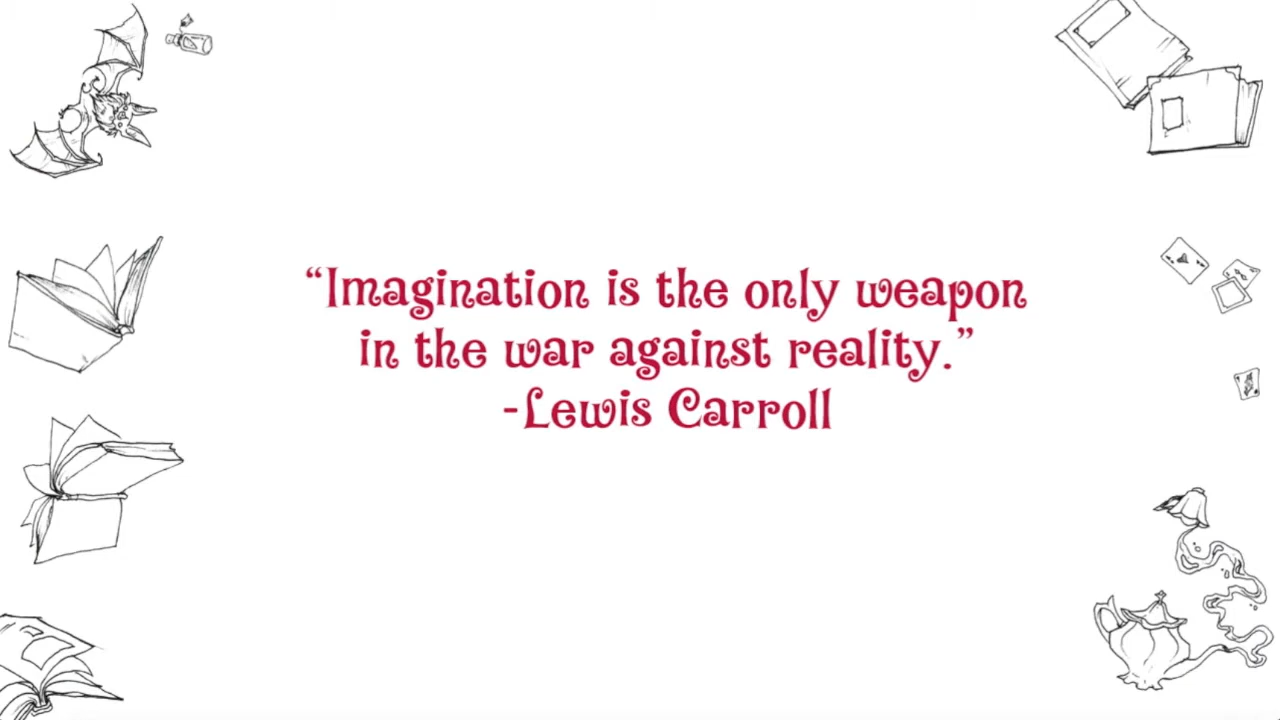 “Imagination is the only weapon
in the war against reality.”
-Lewis Carroll